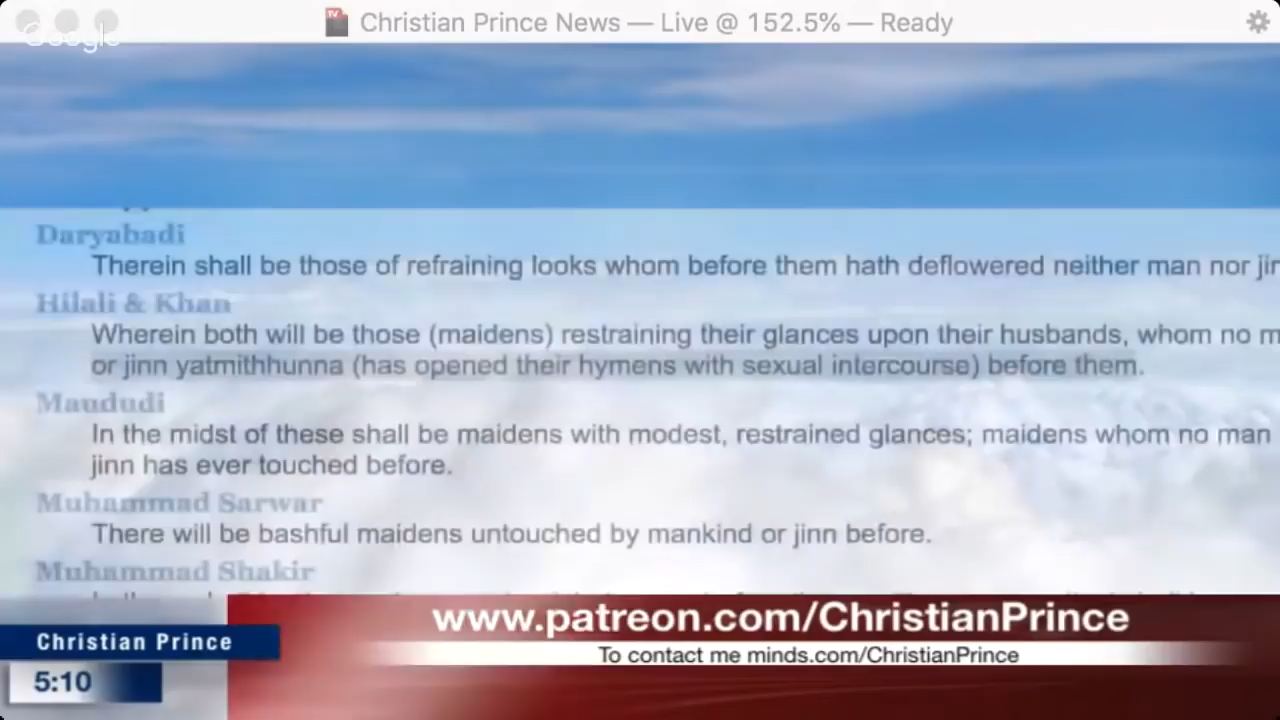 Christian Prince News — Live @ 152.5% — Ready
Google
Daryabadi
Therein shall be those of refraining looks whom before them hath deflowered neither man nor
Hilali & Khan
Wherein both will be those (maidens) restraining their glances upon their husbands, whom no
or jinn yatmithhunna (has opened their hymens with sexual intercourse) before them.
Maududi
In the midst of these shall be maidens with modest, restrained glances; maidens whom no man
jinn has ever touched before.
Muhammad Sarwar
There will be bashful maidens untouched by mankind or jinn before.
Muhammad Shakir
www.patreon.com/ChristianPrince
Christian Prince
To contact me minds.com/ChristianPrince
5:10